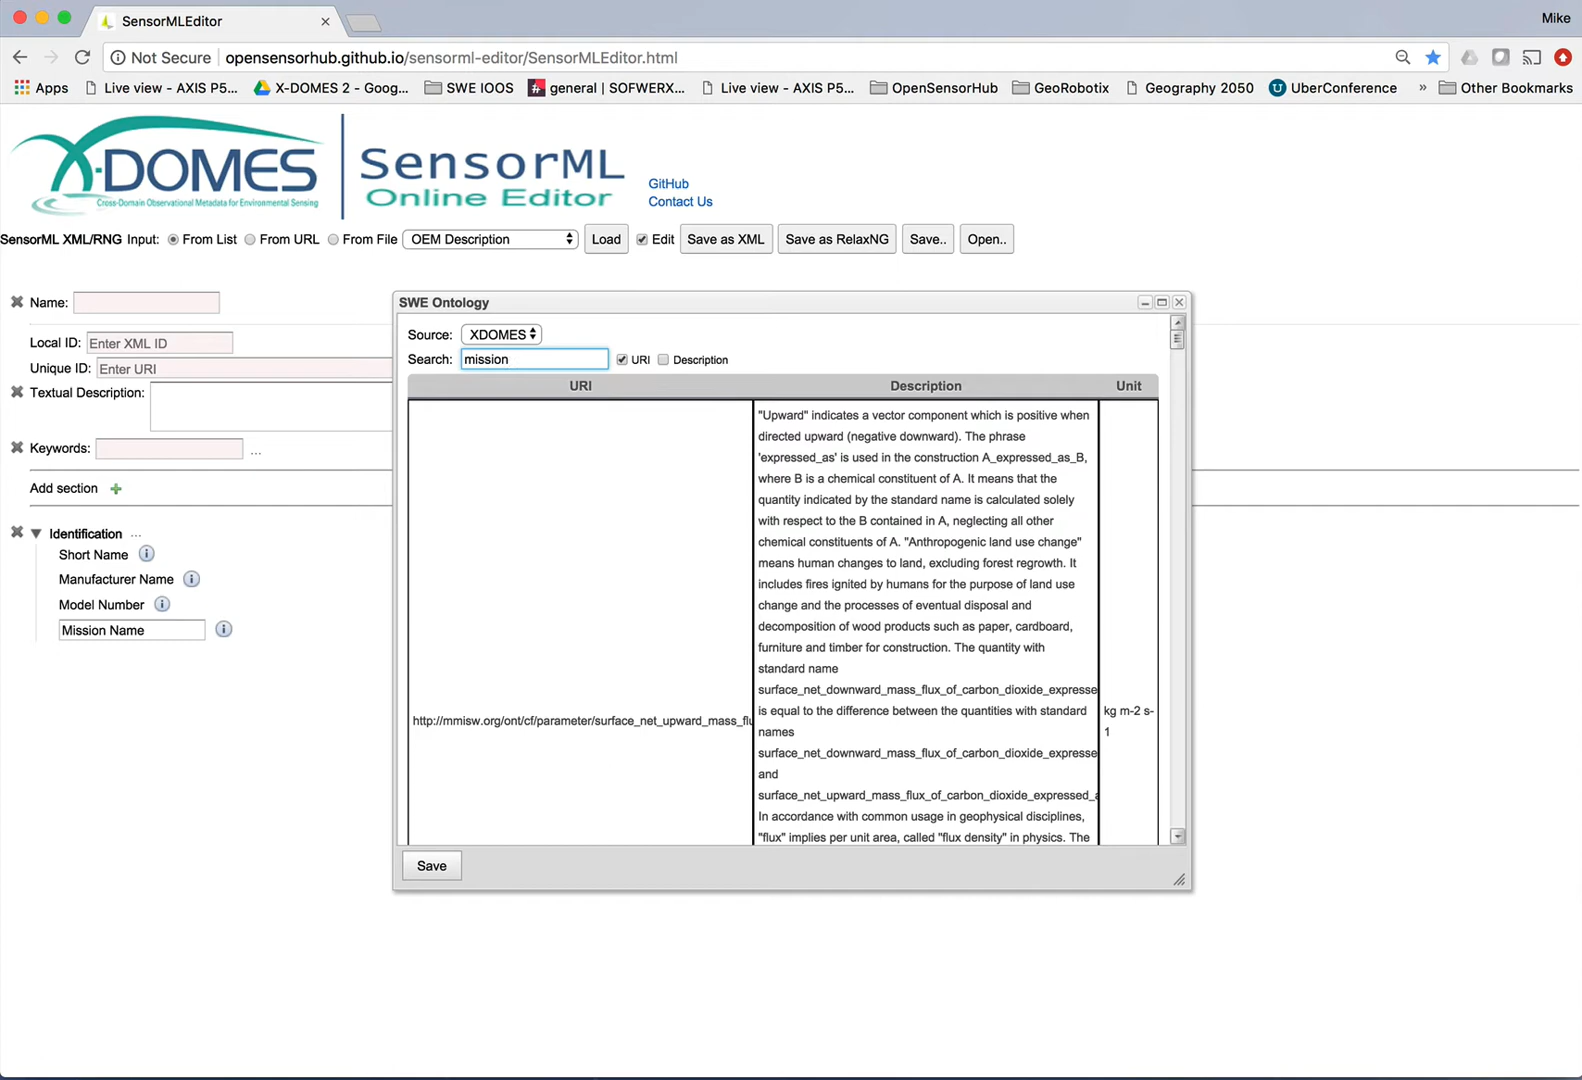 SensorMLEditor
Mike
Not Secure opensensorhub.github.io/sensorml-editor/SensorMLEditor.html
Apps Live view - AXIS P5... X-DOMES 2 - Goog... SWE IOOS general | SOFWERX... Live view - AXIS P5... OpenSensorHub GeoRobotix Geography 2050 UberConference » Other Bookmarks
X-DOMES
Cross-Domain Observational Metadata for Environmental Sensing
SensorML
Online Editor
GitHub
Contact Us
SensorML XML/RNG Input: From List From URL From File OEM Description Load Edit Save as XML Save as RelaxNG Save.. Open..
Name:
Local ID: Enter XML ID
Unique ID: Enter URI
Textual Description:
Keywords: ...
Add section
Identification ...
Short Name
Manufacturer Name
Model Number
Mission Name
SWE Ontology
Source: XDOMES
Search: mission URI Description
URI Description Unit
"Upward" indicates a vector component which is positive when
directed upward (negative downward). The phrase
'expressed_as' is used in the construction A_expressed_as_B,
where B is a chemical constituent of A. It means that the
quantity indicated by the standard name is calculated solely
with respect to the B contained in A, neglecting all other
chemical constituents of A. "Anthropogenic land use change"
means human changes to land, excluding forest regrowth. It
includes fires ignited by humans for the purpose of land use
change and the processes of eventual disposal and
decomposition of wood products such as paper, cardboard,
furniture and timber for construction. The quantity with
standard name
surface_net_downward_mass_flux_of_carbon_dioxide_expresse
is equal to the difference between the quantities with standard
names
surface_net_downward_mass_flux_of_carbon_dioxide_expresse
and
surface_net_upward_mass_flux_of_carbon_dioxide_expressed_a
In accordance with common usage in geophysical disciplines,
"flux" implies per unit area, called "flux density" in physics. The
http://mmisw.org/ont/cf/parameter/surface_net_upward_mass_flu
kg m-2 s-
1
Save